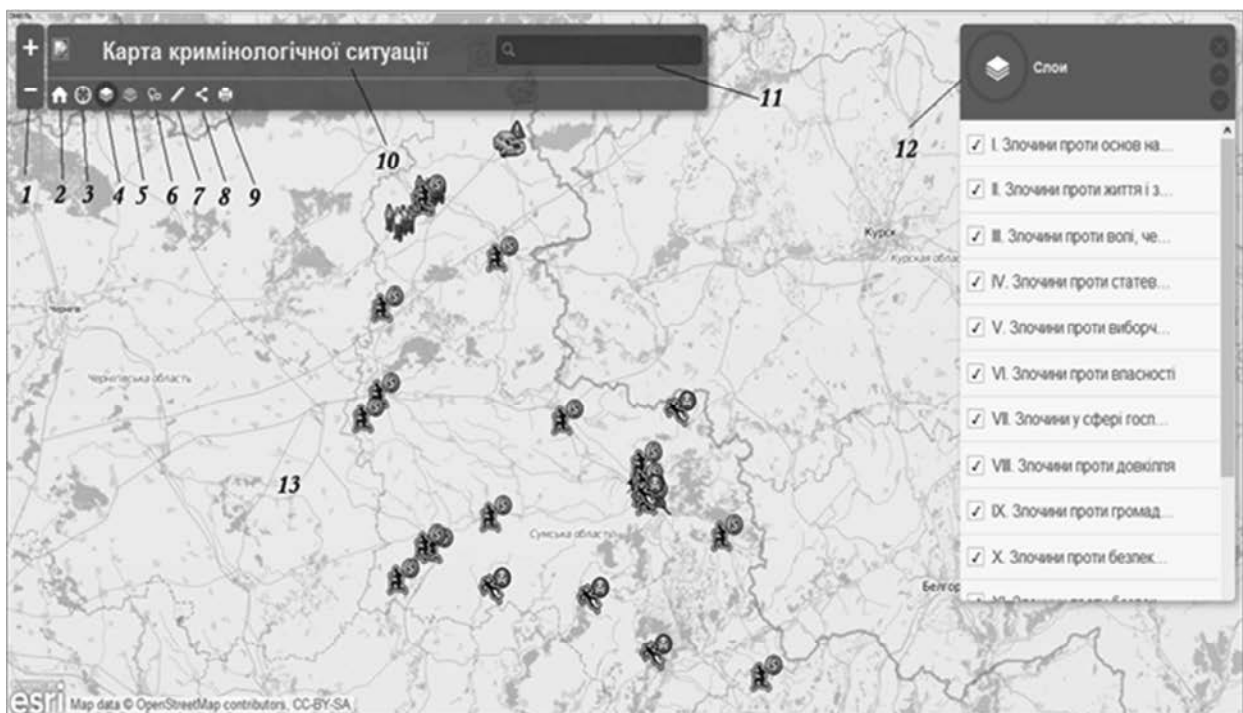 +
Карта кримінологічної ситуації
−
1 2 3 4 5 6 7 8 9
10
11
12
13
Слои
✓ I. Злочини проти основ на...
✓ II. Злочини проти життя і з...
✓ III. Злочини проти волі, че...
✓ IV. Злочини проти статев...
✓ V. Злочини проти виборч...
✓ VI. Злочини проти власності
✓ VII. Злочини у сфері госп...
✓ VIII. Злочини проти довкілля
✓ IX. Злочини проти громад...
✓ X. Злочини проти безпек...
Курск
Курская облас
Чернігів
Чернігівська область
Сумська область
Белгор
esri Map data © OpenStreetMap contributors, CC-BY-SA